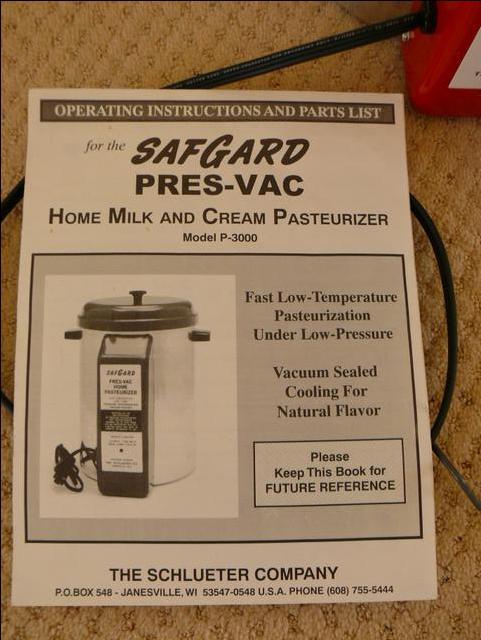 OPERATING INSTRUCTIONS AND PARTS LIST
for the SAFGARD
PRES-VAC
HOME MILK AND CREAM PASTEURIZER
Model P-3000
Fast Low-Temperature
Pasteurization
Under Low-Pressure
Vacuum Sealed
Cooling For
Natural Flavor
Please
Keep This Book for
FUTURE REFERENCE
SAFGARD
PRES-VAC
HOME
PASTEURIZER
THE SCHLUETER COMPANY
P.O.BOX 548 - JANESVILLE, WI 53547-0548 U.S.A. PHONE (608) 755-5444